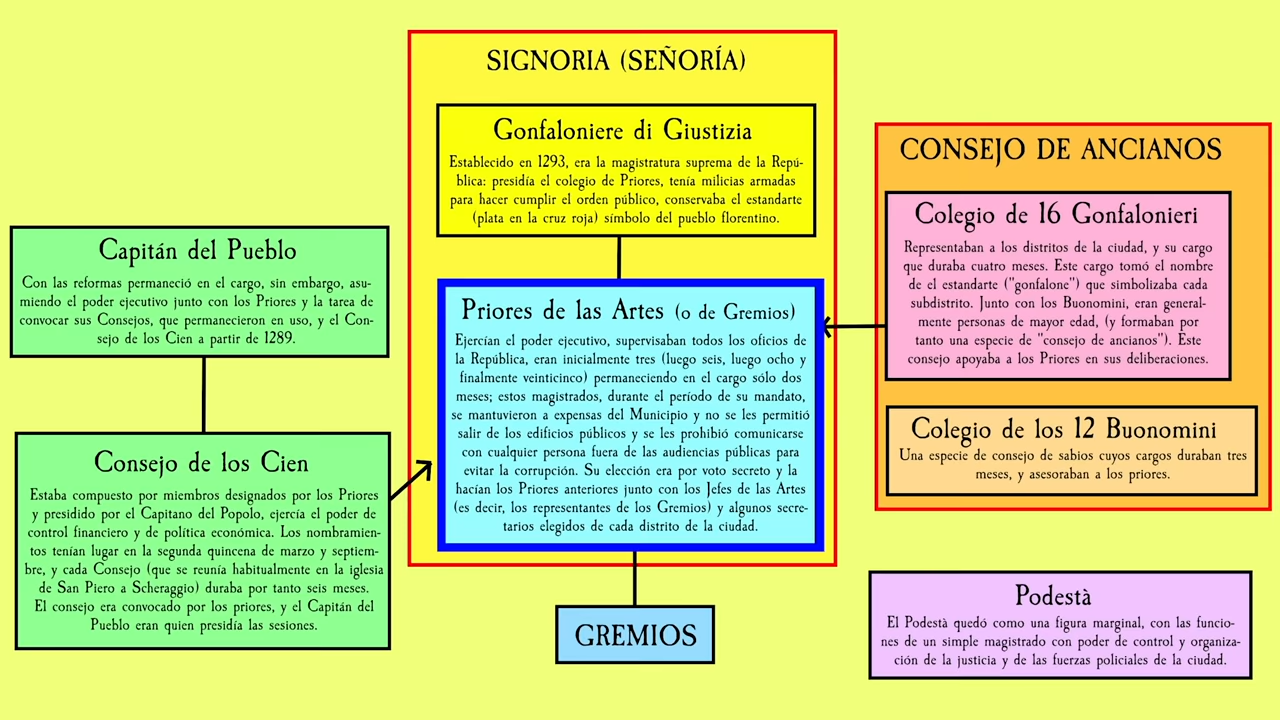 SIGNORIA (SEÑORÍA)
Gonfaloniere di Giustizia
Establecido en 1293, era la magistratura suprema de la Repú-
blica: presidía el colegio de Priores, tenía milicias armadas
para hacer cumplir el orden público, conservaba el estandarte
(plata en la cruz roja) símbolo del pueblo florentino.
Priores de las Artes (o de Gremios)
Ejercían el poder ejecutivo, supervisaban todos los oficios de
la República, eran inicialmente tres (luego seis, luego ocho y
finalmente veinticinco) permaneciendo en el cargo sólo dos
meses; estos magistrados, durante el período de su mandato,
se mantuvieron a expensas del Municipio y no se les permitió
salir de los edificios públicos y se les prohibió comunicarse
con cualquier persona fuera de las audiencias públicas para
evitar la corrupción. Su elección era por voto secreto y la
hacían los Priores anteriores junto con los Jefes de las Artes
(es decir, los representantes de los Gremios) y algunos secre-
tarios elegidos de cada distrito de la ciudad.
GREMIOS
Capitán del Pueblo
Con las reformas permaneció en el cargo, sin embargo, asu-
miendo el poder ejecutivo junto con los Priores y la tarea de
convocar sus Consejos, que permanecieron en uso, y el Con-
sejo de los Cien a partir de 1289.
Consejo de los Cien
Estaba compuesto por miembros designados por los Priores
y presidido por el Capitano del Popolo, ejercía el poder de
control financiero y de política económica. Los nombramien-
tos tenían lugar en la segunda quincena de marzo y septiem-
bre, y cada Consejo (que se reunía habitualmente en la iglesia
de San Piero a Scheraggio) duraba por tanto seis meses.
El consejo era convocado por los priores, y el Capitán del
Pueblo eran quien presidía las sesiones.
CONSEJO DE ANCIANOS
Colegio de 16 Gonfalonieri
Representaban a los distritos de la ciudad, y su cargo
que duraba cuatro meses. Este cargo tomó el nombre
de el estandarte ("gonfalone") que simbolizaba cada
subdistrito. Junto con los Buonomini, eran general-
mente personas de mayor edad, (y formaban por
tanto una especie de "consejo de ancianos"). Este
consejo apoyaba a los Priores en sus deliberaciones.
Colegio de los 12 Buonomini
Una especie de consejo de sabios cuyos cargos duraban tres
meses, y asesoraban a los priores.
Podestà
El Podestà quedó como una figura marginal, con las funcio-
nes de un simple magistrado con poder de control y organiza-
ción de la justicia y de las fuerzas policiales de la ciudad.